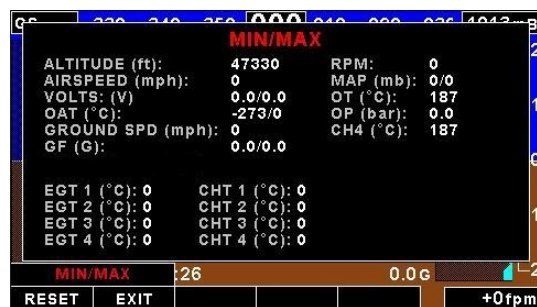 GS 000 1013
MIN/MAX
ALTITUDE (ft): 47330 RPM: 0
AIRSPEED (mph): 0 MAP (mb): 0/0
VOLTS: (V) 0.0/0.0 OT (°C): 187
OAT (°C): -273/0 OP (bar): 0.0
GROUND SPD (mph): 0 CH4 (°C): 187
GF (G): 0.0/0.0
EGT 1 (°C): 0 CHT 1 (°C): 0
EGT 2 (°C): 0 CHT 2 (°C): 0
EGT 3 (°C): 0 CHT 3 (°C): 0
EGT 4 (°C): 0 CHT 4 (°C): 0
MIN/MAX :26 0.0G
RESET EXIT +0fpm